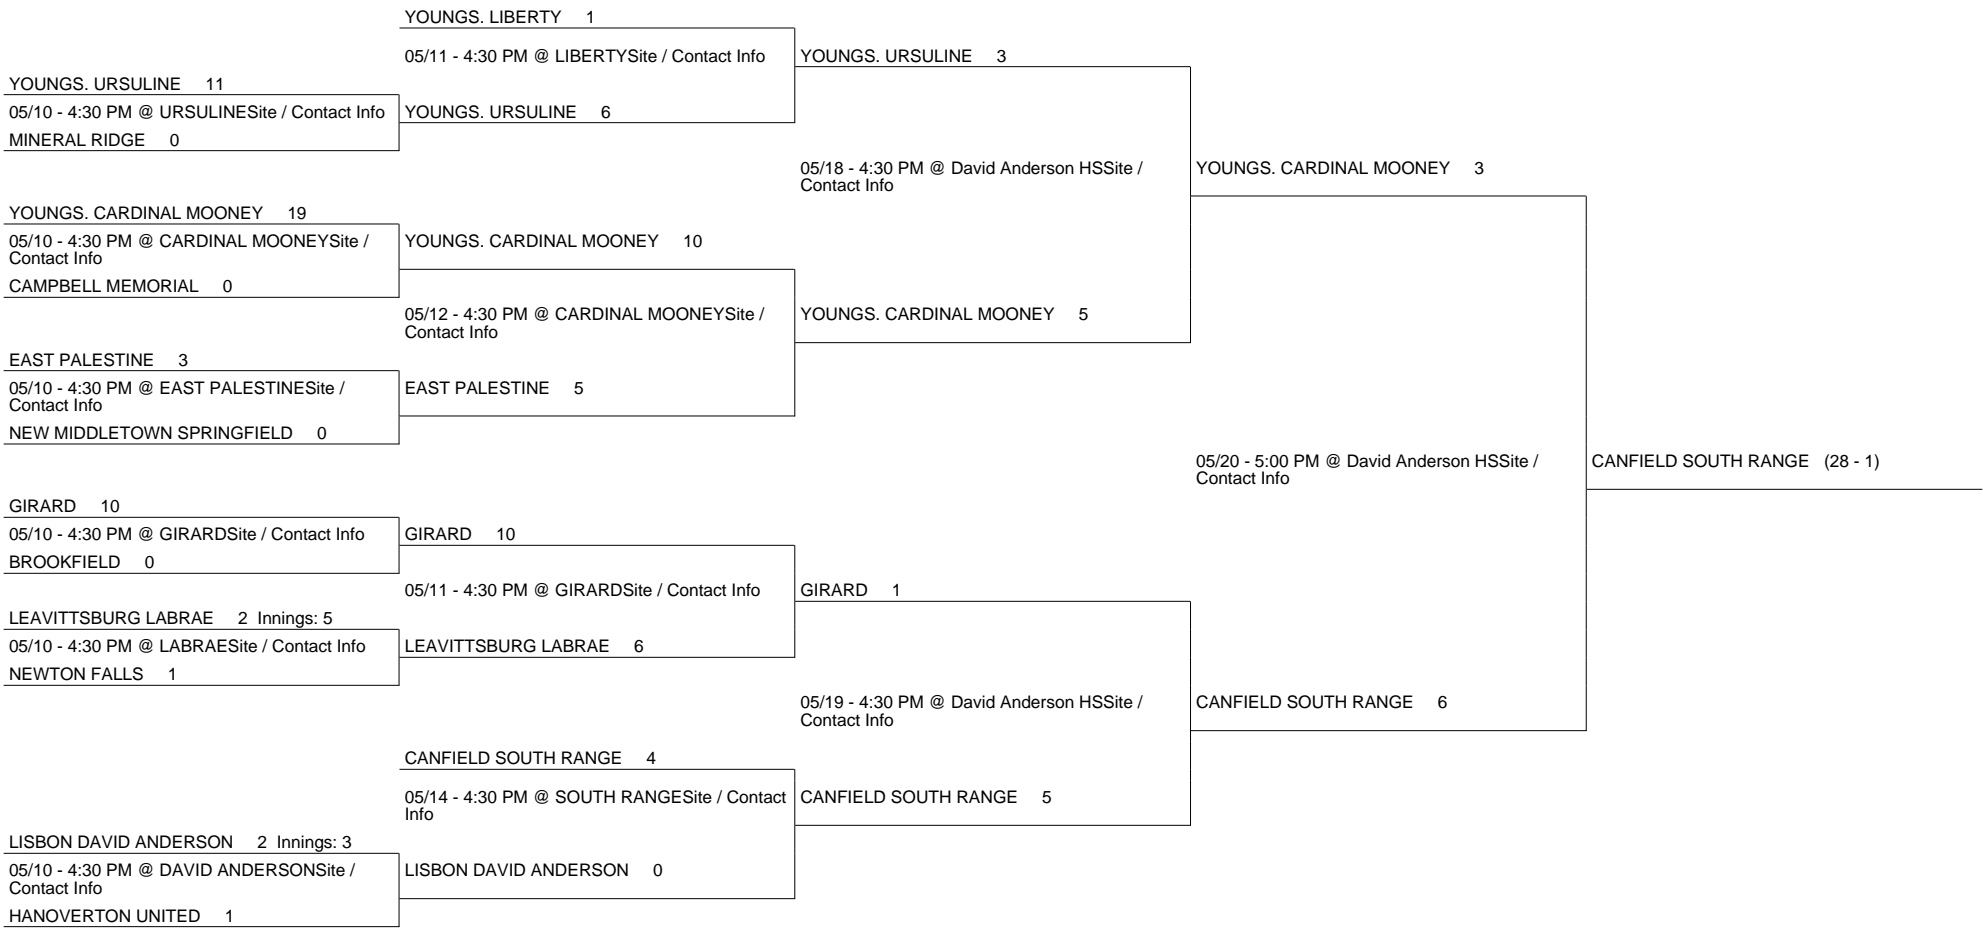 YOUNGS. LIBERTY 1
05/11 - 4:30 PM @ LIBERTYSite / Contact Info
YOUNGS. URSULINE 3
YOUNGS. URSULINE 11
05/10 - 4:30 PM @ URSULINESite / Contact Info
YOUNGS. URSULINE 6
MINERAL RIDGE 0
05/18 - 4:30 PM @ David Anderson HSSite /
Contact Info
YOUNGS. CARDINAL MOONEY 3
YOUNGS. CARDINAL MOONEY 19
05/10 - 4:30 PM @ CARDINAL MOONEYSite /
Contact Info
YOUNGS. CARDINAL MOONEY 10
CAMPBELL MEMORIAL 0
05/12 - 4:30 PM @ CARDINAL MOONEYSite /
Contact Info
YOUNGS. CARDINAL MOONEY 5
EAST PALESTINE 3
05/10 - 4:30 PM @ EAST PALESTINESite /
Contact Info
EAST PALESTINE 5
NEW MIDDLETOWN SPRINGFIELD 0
05/20 - 5:00 PM @ David Anderson HSSite /
Contact Info
CANFIELD SOUTH RANGE (28 - 1)
GIRARD 10
05/10 - 4:30 PM @ GIRARDSite / Contact Info
GIRARD 10
BROOKFIELD 0
05/11 - 4:30 PM @ GIRARDSite / Contact Info
GIRARD 1
LEAVITTSBURG LABRAE 2 Innings: 5
05/10 - 4:30 PM @ LABRAESite / Contact Info
LEAVITTSBURG LABRAE 6
NEWTON FALLS 1
05/19 - 4:30 PM @ David Anderson HSSite /
Contact Info
CANFIELD SOUTH RANGE 6
CANFIELD SOUTH RANGE 4
05/14 - 4:30 PM @ SOUTH RANGESite / Contact
Info
CANFIELD SOUTH RANGE 5
LISBON DAVID ANDERSON 2 Innings: 3
05/10 - 4:30 PM @ DAVID ANDERSONSite /
Contact Info
LISBON DAVID ANDERSON 0
HANOVERTON UNITED 1